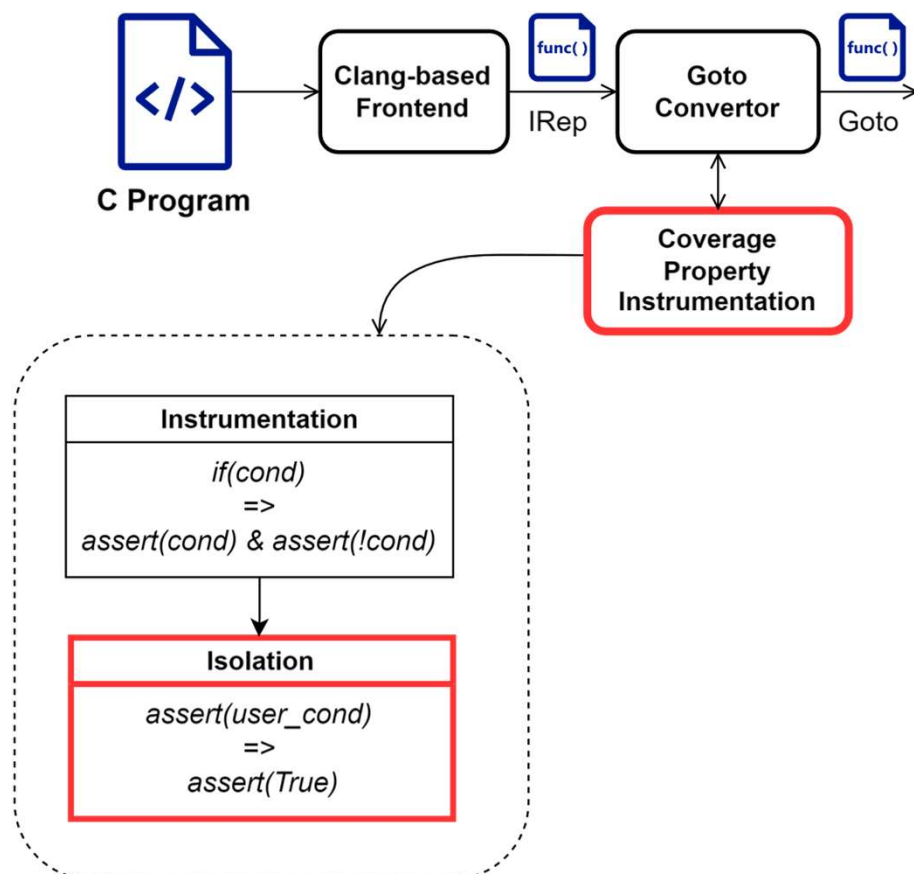 </>
C Program
Clang-based
Frontend
func( )
IRep
Goto
Convertor
func( )
Goto
Coverage
Property
Instrumentation
Instrumentation
if(cond)
=>
assert(cond) & assert(!cond)
Isolation
assert(user_cond)
=>
assert(True)